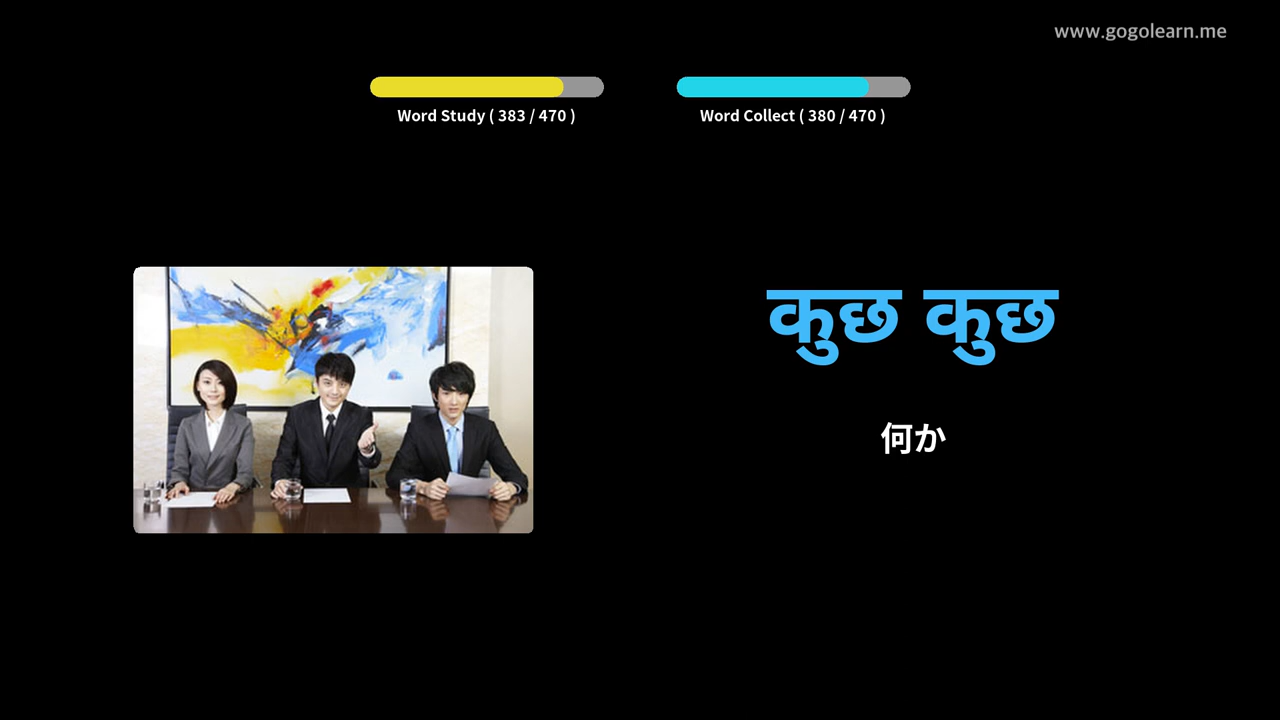 www.gogolearn.me
Word Study ( 383 / 470 )
Word Collect ( 380 / 470 )
कुछ कुछ
何か